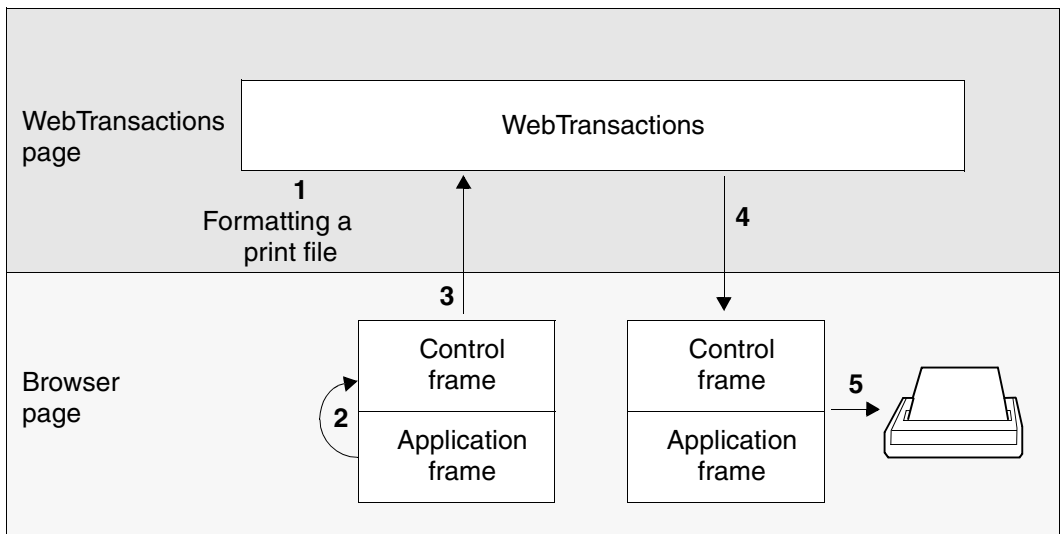 WebTransactions
page
WebTransactions
1
Formatting a
print file
4
3
Browser
page
Control
frame
2
Application
frame
Control
frame
Application
frame
5